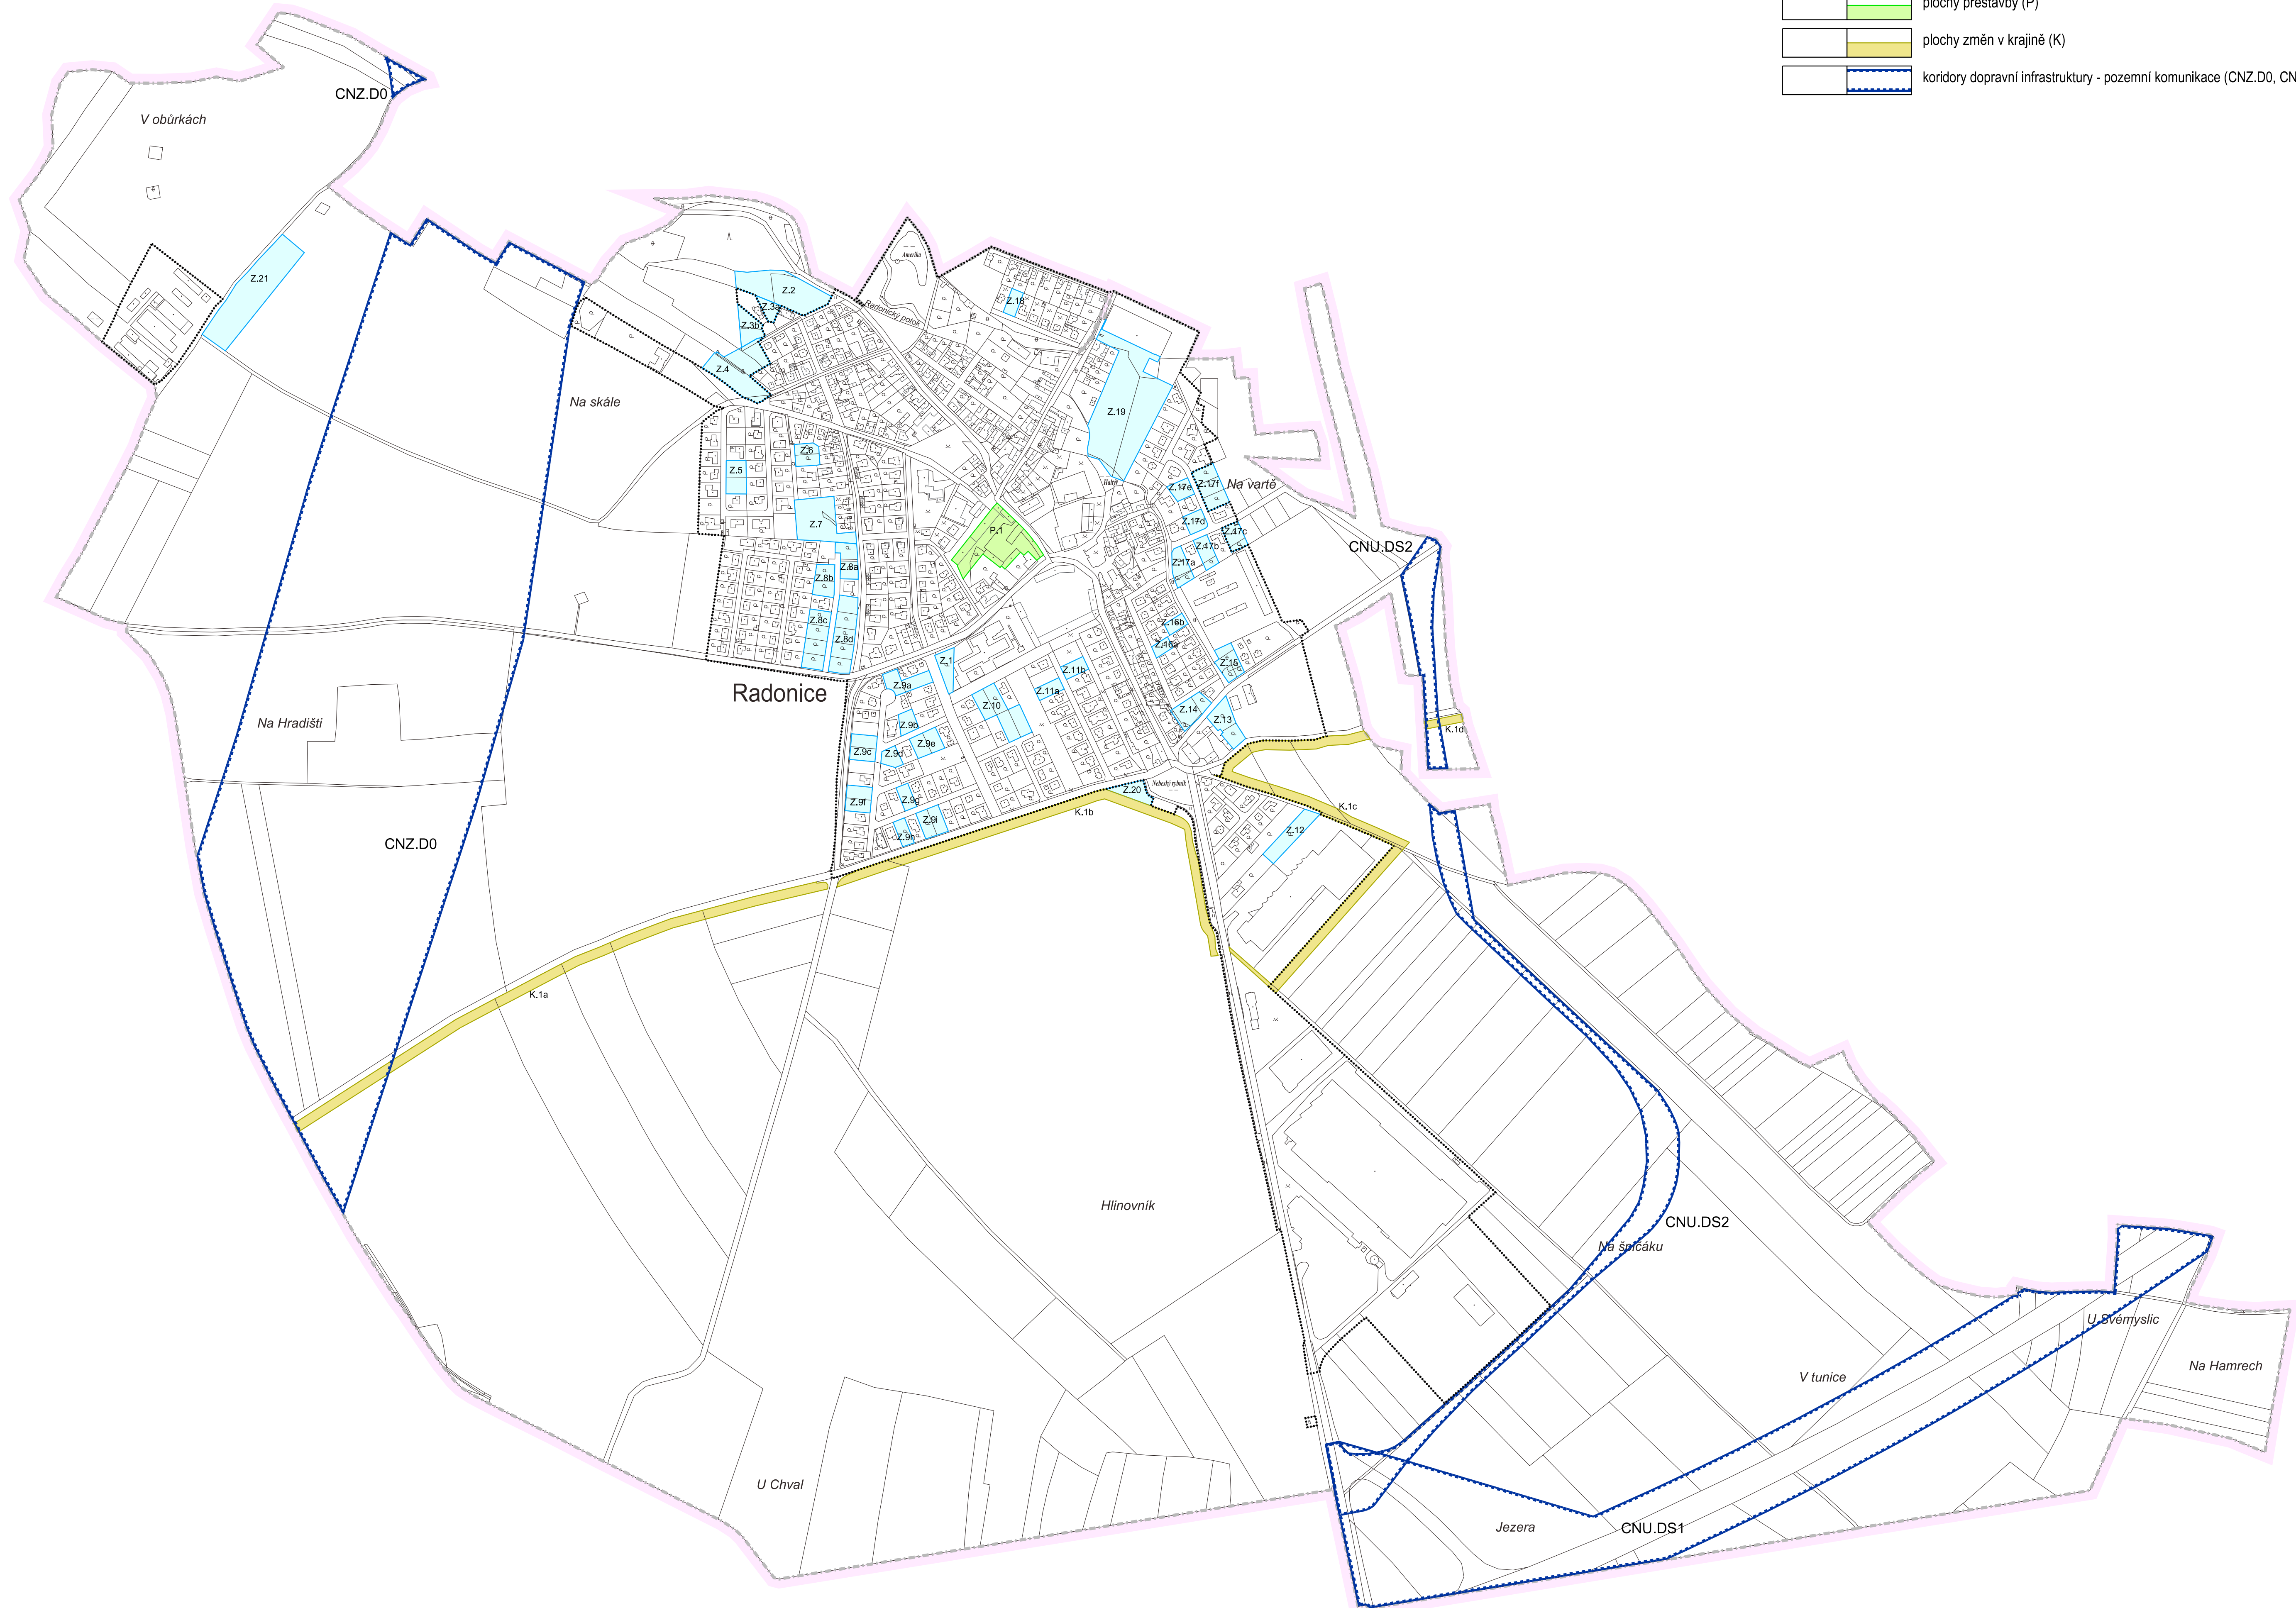 plochy přestavby (P)
plochy změn v krajině (K)
koridory dopravní infrastruktury - pozemní komunikace (CNZ.D0, CN
CNZ.D0
V obůrkách
Z.21
Amerika
Z.2
Z.3a
Z.3b
Radonický potok
Z.18
Z.4
Na skále
Z.19
Z.6
Z.5
Z.7
Z.17e
Z.17f
Na vartě
Z.17d
Z.17c
P.1
Z.17b
Z.17a
CNU.DS2
Z.8a
Z.8b
Z.8c
Z.8d
Z.16b
Z.16a
Z.15
Z.1
Z.11b
Z.11a
Z.9a
Radonice
Z.10
Z.14
Z.13
Z.9b
Z.9e
Z.9c
Z.9d
Na Hradišti
K.1d
Nebeský rybník
Z.20
Z.9f
Z.9g
Z.9i
Z.9h
K.1b
K.1c
Z.12
CNZ.D0
K.1a
Hlinovník
CNU.DS2
Na špičáku
U Svémyslic
Na Hamrech
V tunice
U Chval
Jezera
CNU.DS1